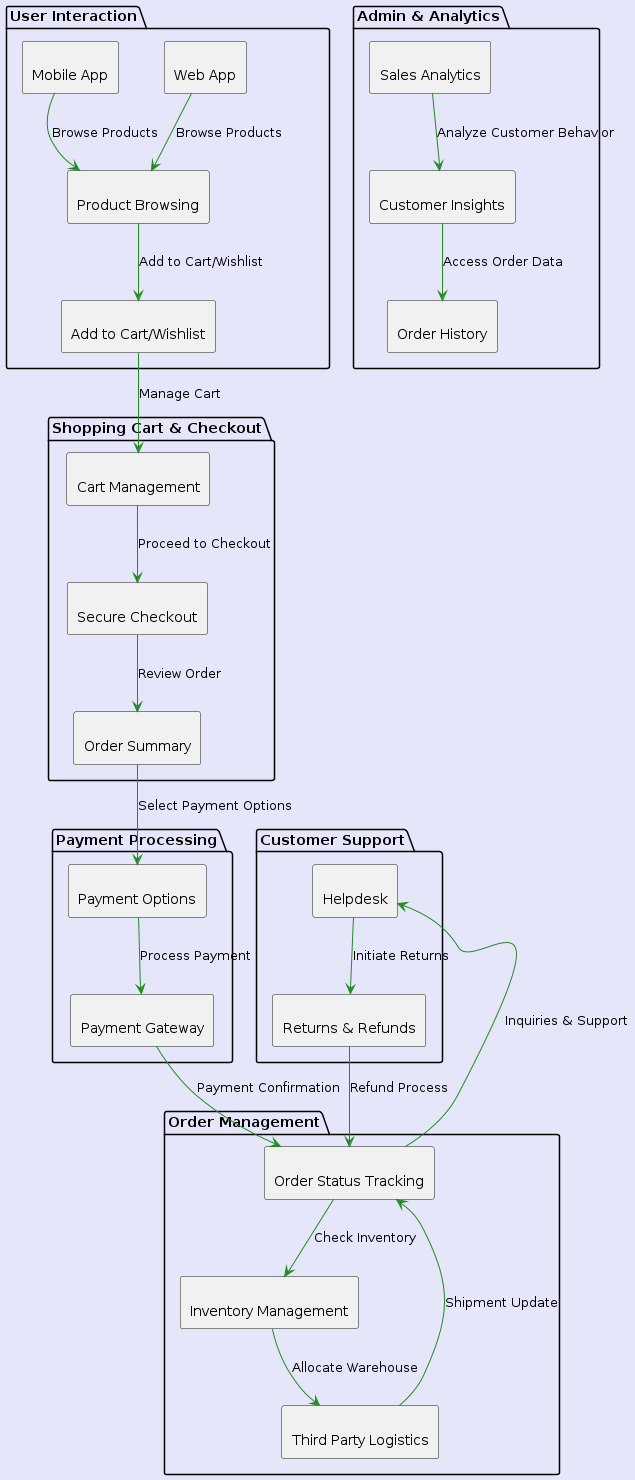 User Interaction
Mobile App
Web App
Browse Products
Browse Products
Product Browsing
Add to Cart/Wishlist
Add to Cart/Wishlist
Admin & Analytics
Sales Analytics
Analyze Customer Behavior
Customer Insights
Access Order Data
Order History
Manage Cart
Shopping Cart & Checkout
Cart Management
Proceed to Checkout
Secure Checkout
Review Order
Order Summary
Select Payment Options
Payment Processing
Payment Options
Process Payment
Payment Gateway
Customer Support
Helpdesk
Initiate Returns
Returns & Refunds
Inquiries & Support
Payment Confirmation
Refund Process
Order Management
Order Status Tracking
Check Inventory
Inventory Management
Shipment Update
Allocate Warehouse
Third Party Logistics